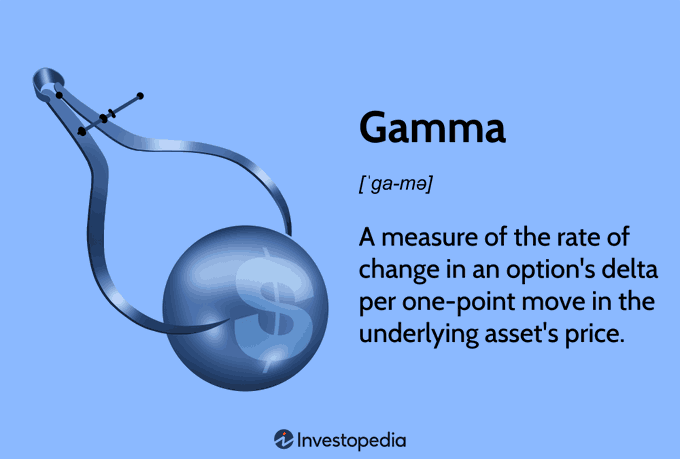 Gamma
[ˈga-mə]
A measure of the rate of
change in an option's delta
per one-point move in the
underlying asset's price.
$
Investopedia